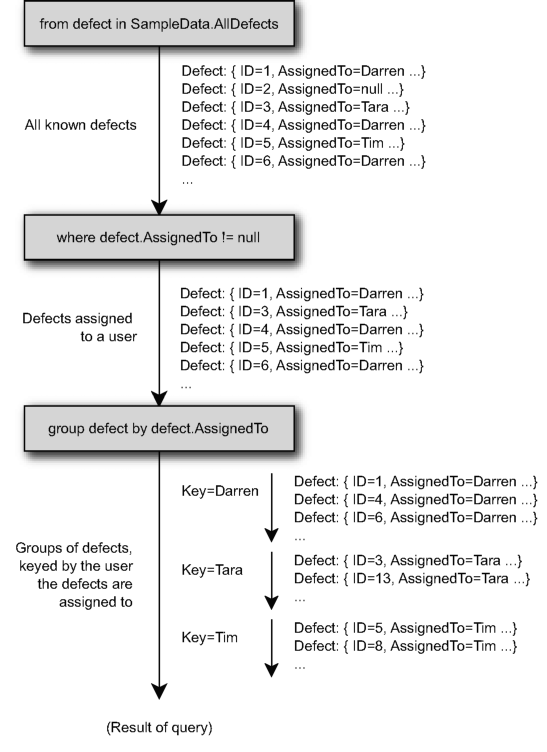 from defect in SampleData.AllDefects
Defect: { ID=1, AssignedTo=Darren ...}
Defect: { ID=2, AssignedTo=null ...}
Defect: { ID=3, AssignedTo=Tara ...}
All known defects
Defect: { ID=4, AssignedTo=Darren ...}
Defect: { ID=5, AssignedTo=Tim ...}
Defect: { ID=6, AssignedTo=Darren ...}
...
where defect.AssignedTo != null
Defect: { ID=1, AssignedTo=Darren ...}
Defects assigned
to a user
Defect: { ID=3, AssignedTo=Tara ...}
Defect: { ID=4, AssignedTo=Darren ...}
Defect: { ID=5, AssignedTo=Tim ...}
Defect: { ID=6, AssignedTo=Darren ...}
...
group defect by defect.AssignedTo
Key=Darren
Defect: { ID=1, AssignedTo=Darren ...}
Defect: { ID=4, AssignedTo=Darren ...}
Defect: { ID=6, AssignedTo=Darren ...}
...
Groups of defects,
keyed by the user
the defects are
assigned to
Key=Tara
Defect: { ID=3, AssignedTo=Tara ...}
Defect: { ID=13, AssignedTo=Tara ...}
...
Key=Tim
Defect: { ID=5, AssignedTo=Tim ...}
Defect: { ID=8, AssignedTo=Tim ...}
...
(Result of query)